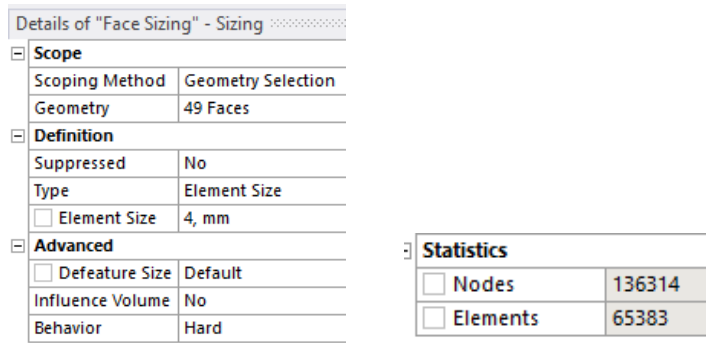 Details of "Face Sizing" - Sizing
Scope
Scoping Method Geometry Selection
Geometry 49 Faces
Definition
Suppressed No
Type Element Size
Element Size 4, mm
Advanced
Defeature Size Default
Influence Volume No
Behavior Hard
Statistics
Nodes 136314
Elements 65383